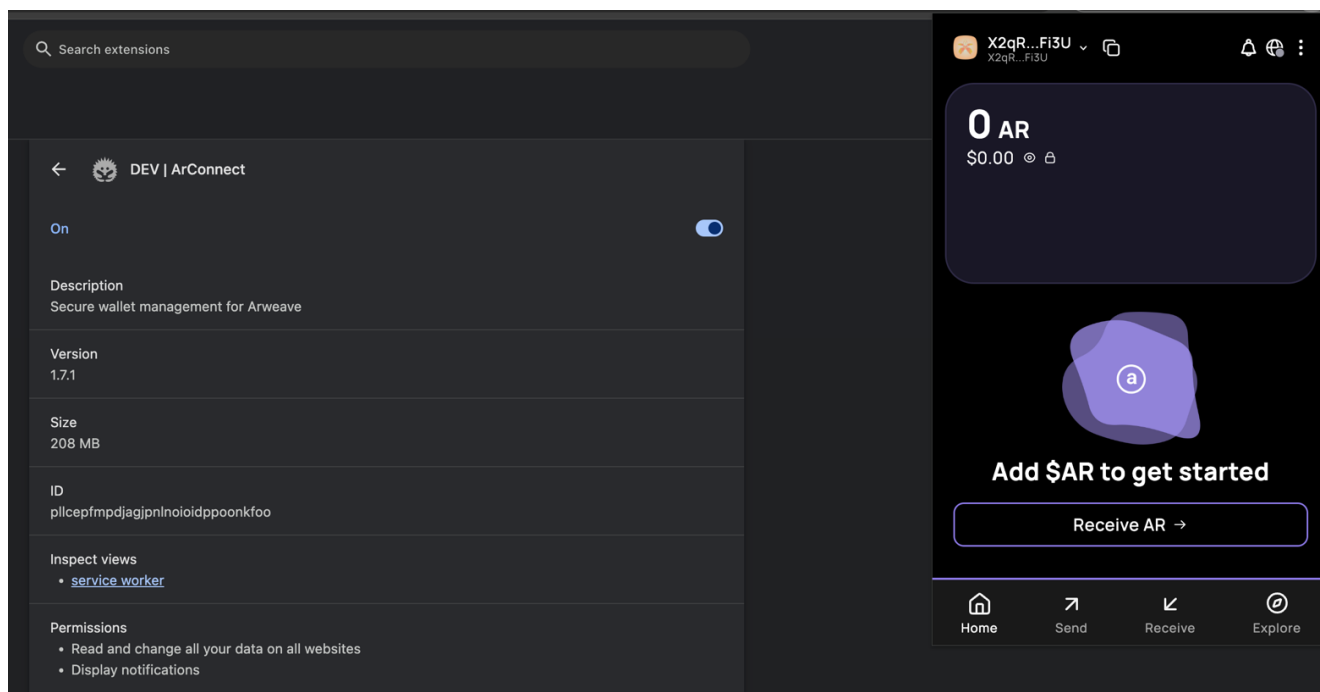 Search extensions
DEV | ArConnect
On
Description
Secure wallet management for Arweave
Version
1.7.1
Size
208 MB
ID
pllcepfmpdjagjpnlnoioidppoonkfoo
Inspect views
• service worker
Permissions
• Read and change all your data on all websites
• Display notifications
X2qR...Fi3U
X2qR...Fi3U
0 AR
$0.00
a
Add $AR to get started
Receive AR →
Home Send Receive Explore